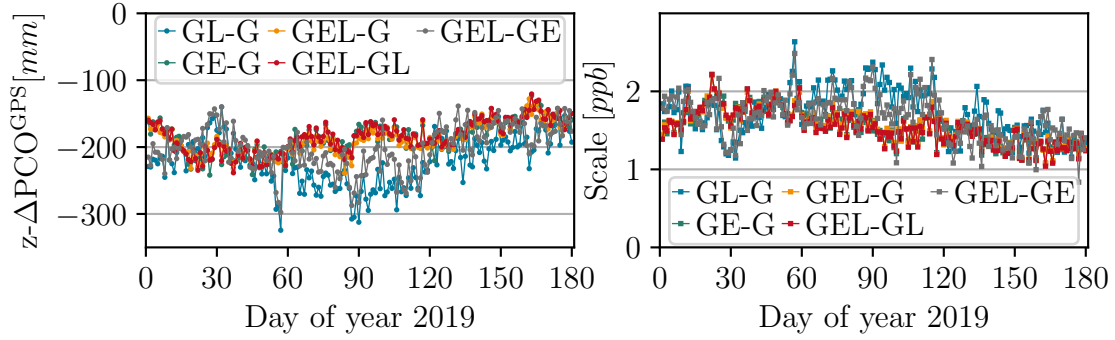 z-ΔPCO^GPS [mm]
0
−100
−200
−300
GL-G GEL-G GEL-GE
GE-G GEL-GL
0 30 60 90 120 150 180
Day of year 2019
Scale [ppb]
2
1
0
GL-G GEL-G GEL-GE
GE-G GEL-GL
0 30 60 90 120 150 180
Day of year 2019